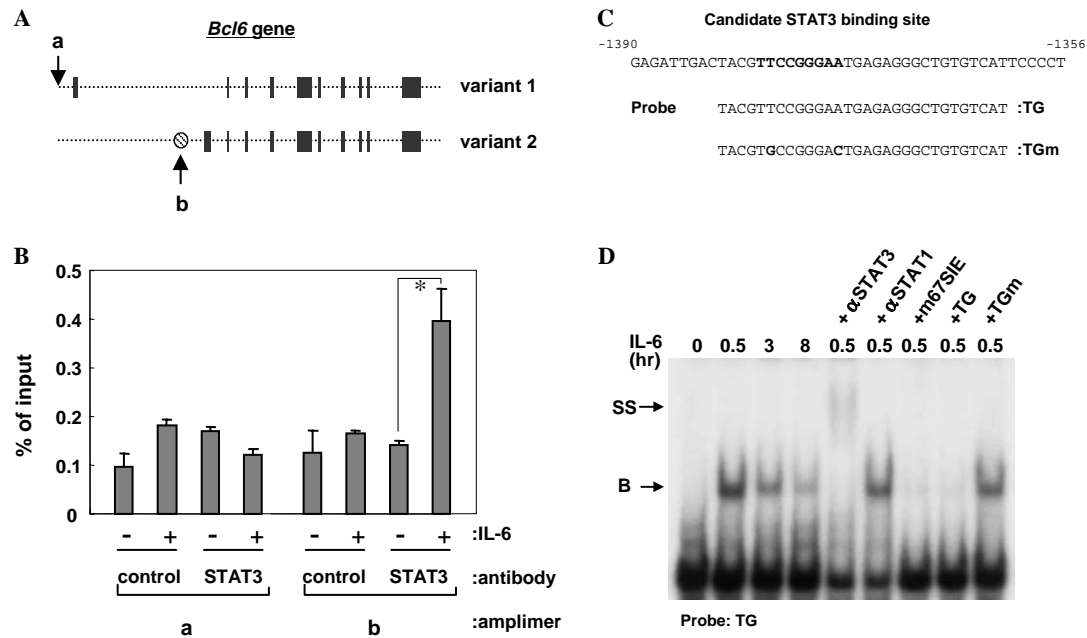 A
Bcl6 gene
a
variant 1
variant 2
b
B
% of input
0.5
0.4
0.3
0.2
0.1
0
- + - + - + - + :IL-6
control STAT3 control STAT3 :antibody
a b :amplimer
C
Candidate STAT3 binding site
-1390 -1356
GAGATTGACTACGTTCCGGGAATGAGAGGGCTGTGTCATTCCCCT
Probe TACGTTCCGGGAATGAGAGGGCTGTGTCAT :TG
TACGTGCCGGGACTGAGAGGGCTGTGTCAT :TGm
D
+ αSTAT3
+ αSTAT1
+m67SIE
+TG
+TGm
IL-6 (hr) 0 0.5 3 8 0.5 0.5 0.5 0.5 0.5
SS
B
*
Probe: TG